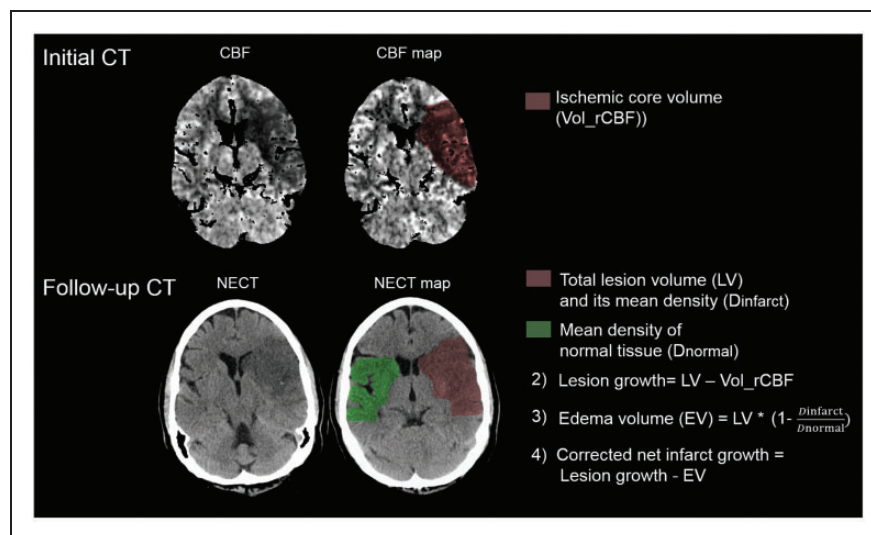 Initial CT
CBF
CBF map
Ischemic core volume
(Vol_rCBF))
Follow-up CT
NECT
NECT map
Total lesion volume (LV)
and its mean density (Dinfarct)
Mean density of
normal tissue (Dnormal)
2) Lesion growth= LV – Vol_rCBF
3) Edema volume (EV) = LV * (1- Dinfarct/Dnormal)
4) Corrected net infarct growth =
Lesion growth - EV